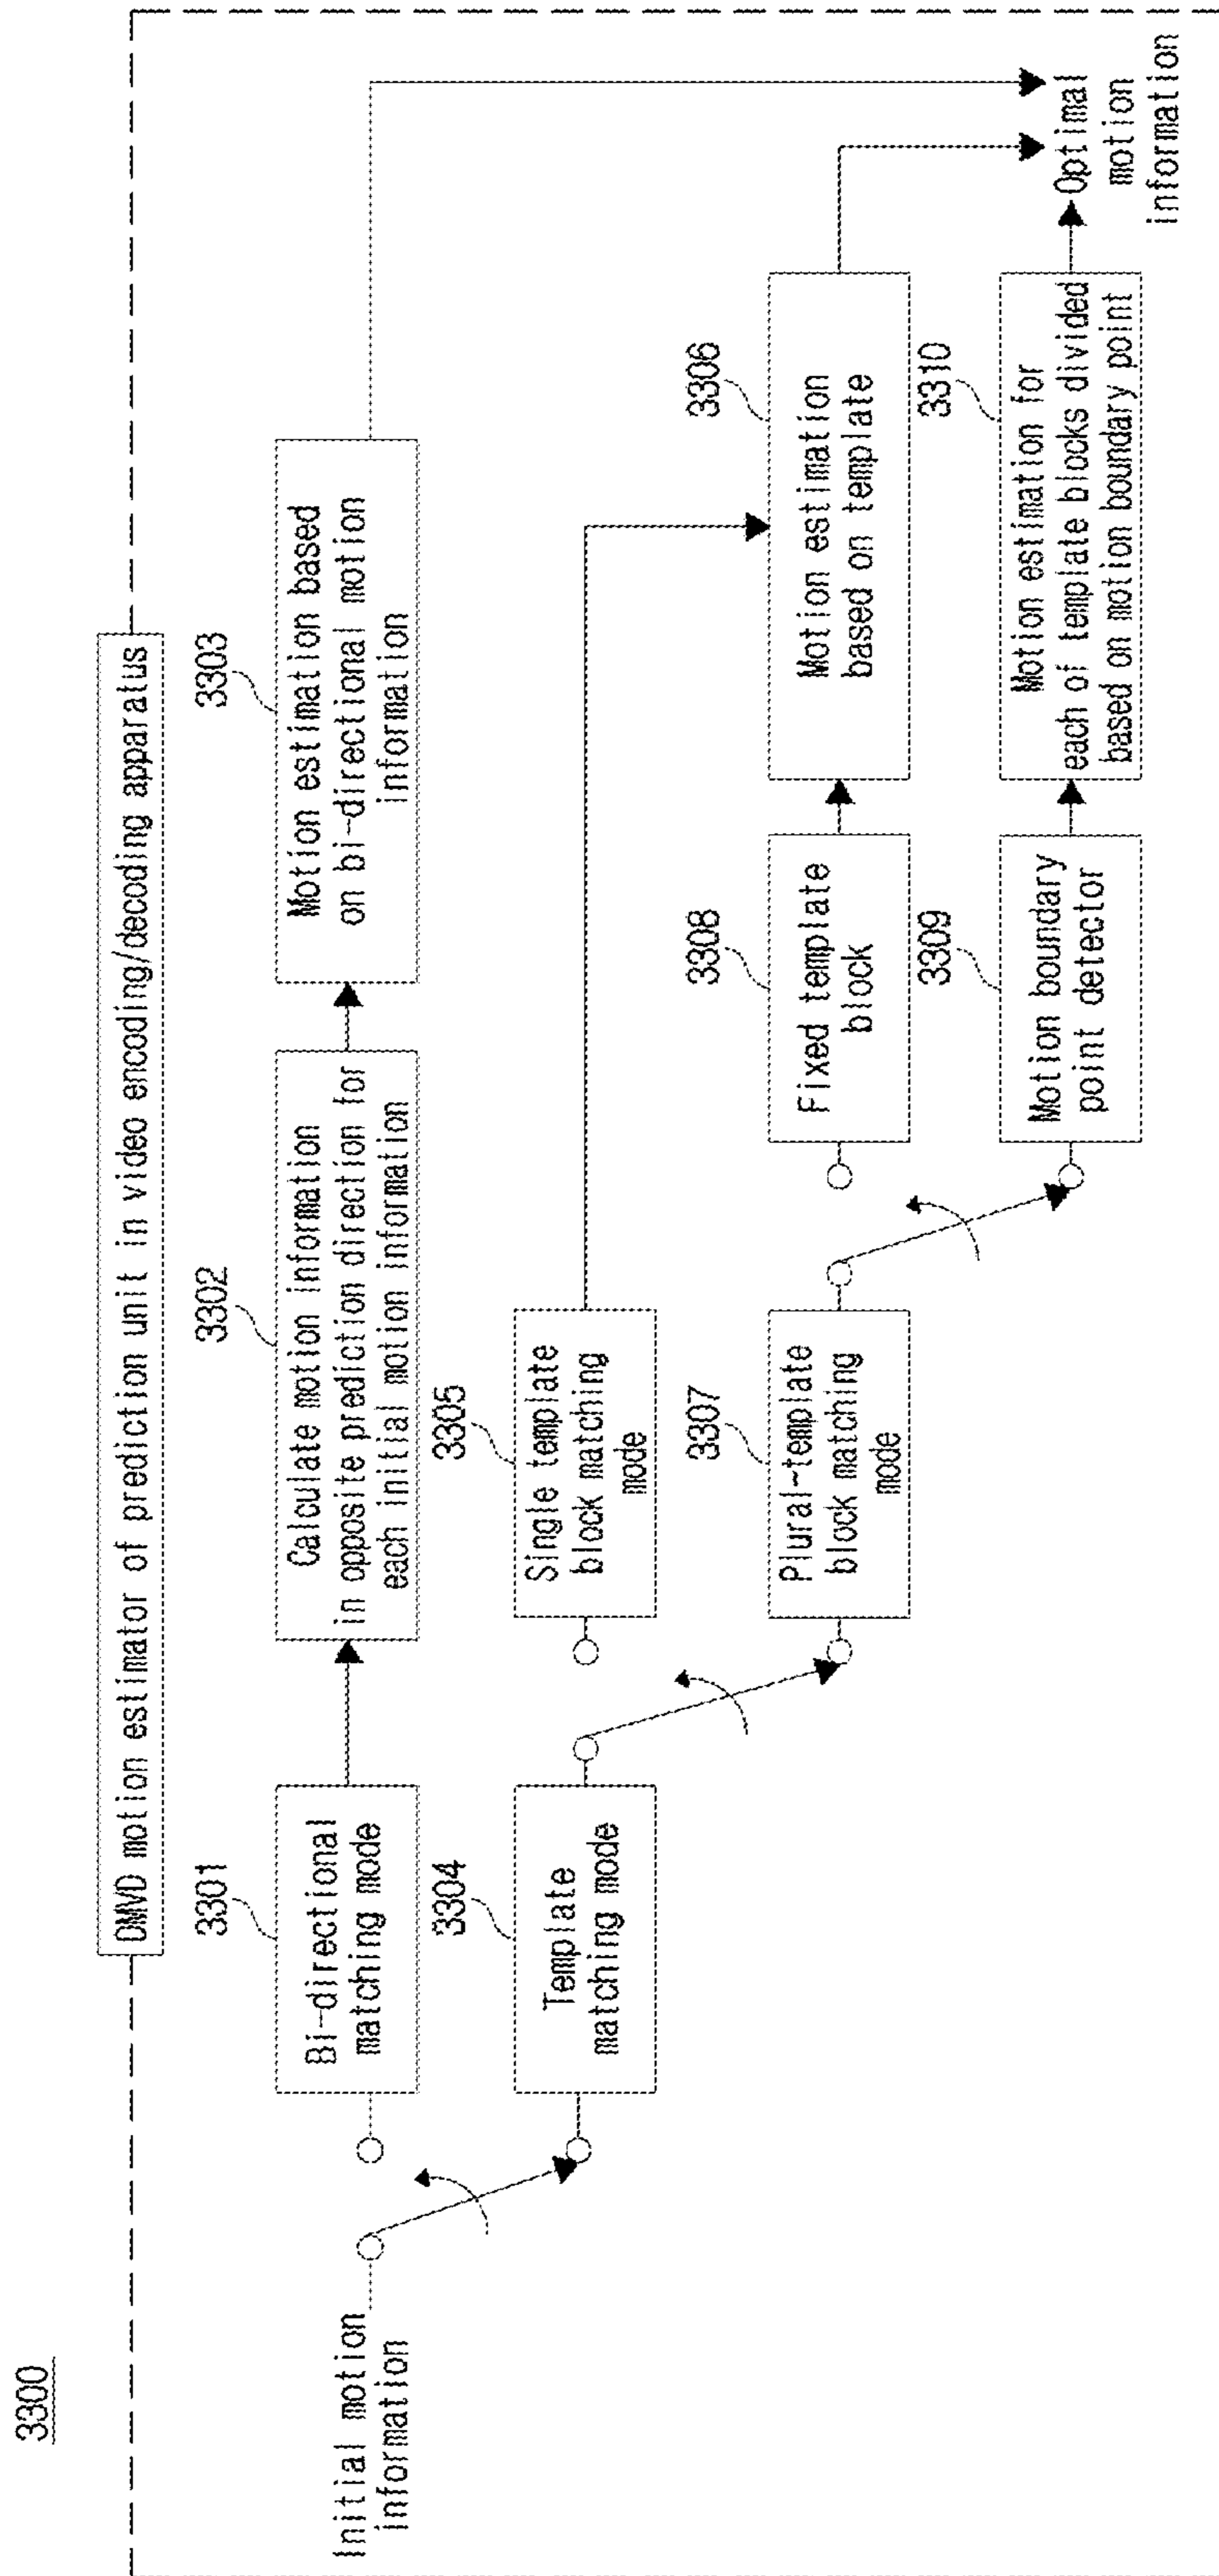 3300
DMVD motion estimator of prediction unit in video encoding/decoding apparatus
Initial motion
information
3301
Bi-directional
matching mode
3302
Calculate motion information
in opposite prediction direction for
each initial motion information
3303
Motion estimation based
on bi-directional motion
information
3304
Template
matching mode
3305
Single template
block matching
mode
3306
Motion estimation
based on template
3307
Plural-template
block matching
mode
3308
Fixed template
block
3309
Motion boundary
point detector
3310
Motion estimation for
each of template blocks divided
based on motion boundary point
Optimal
motion
information